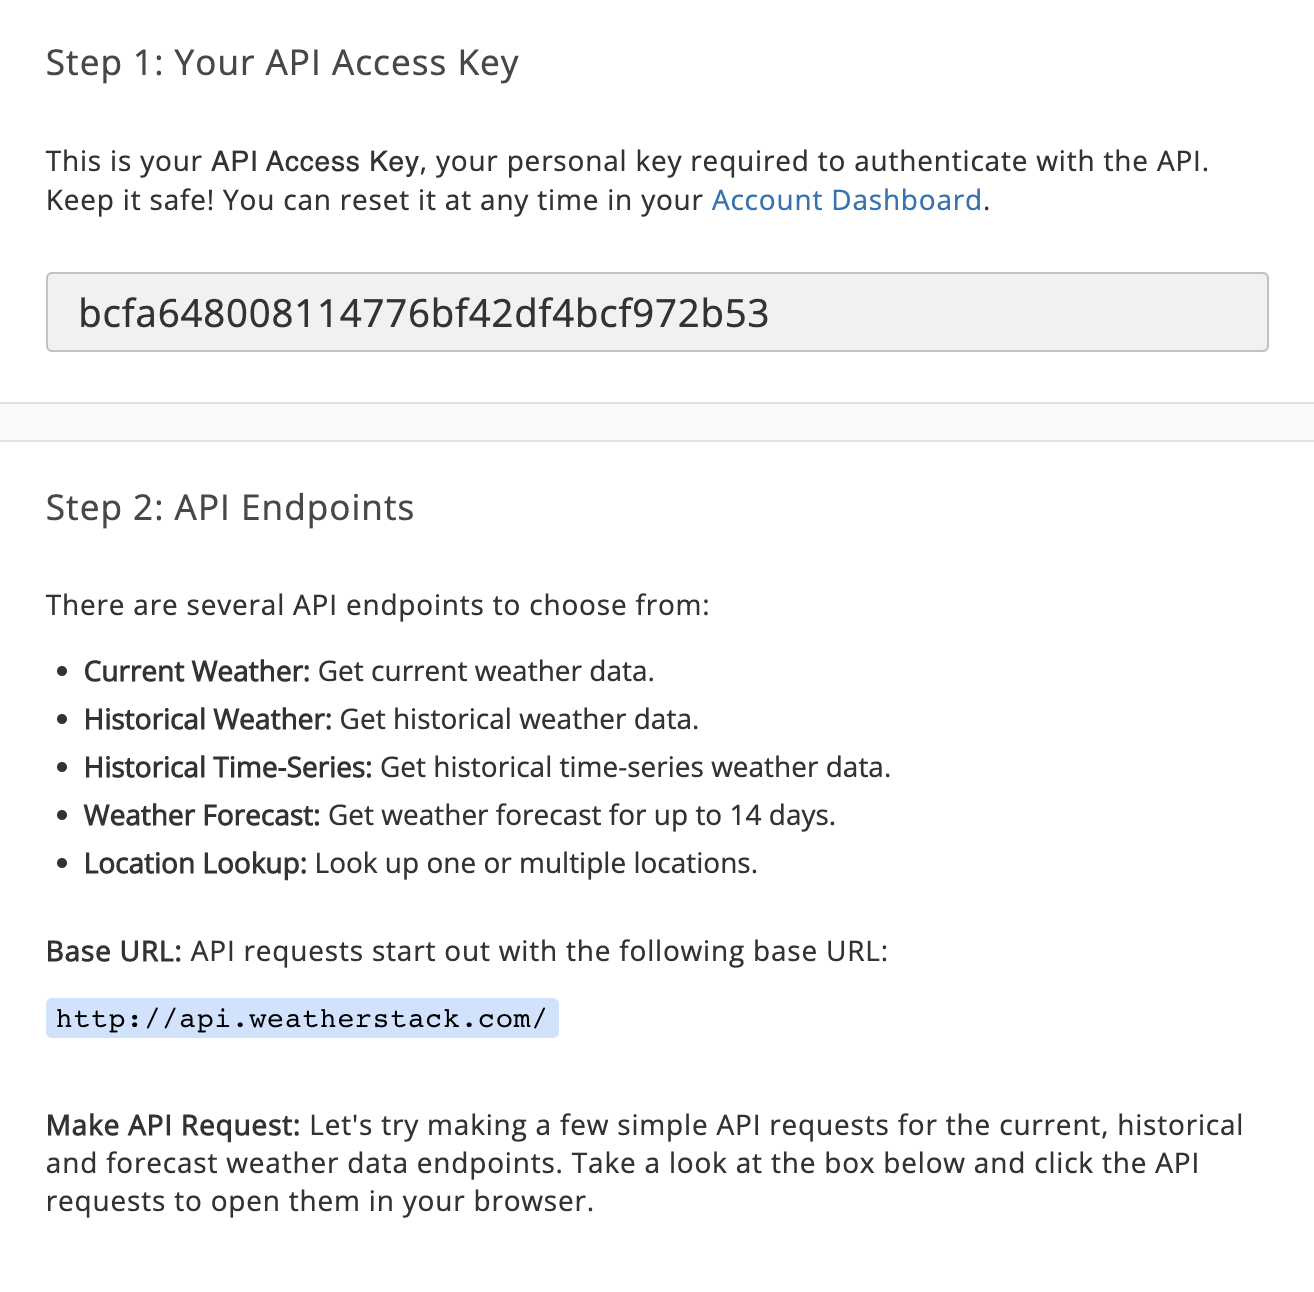 Step 1: Your API Access Key
This is your API Access Key, your personal key required to authenticate with the API.
Keep it safe! You can reset it at any time in your Account Dashboard.
bcfa648008114776bf42df4bcf972b53
Step 2: API Endpoints
There are several API endpoints to choose from:
• Current Weather: Get current weather data.
• Historical Weather: Get historical weather data.
• Historical Time-Series: Get historical time-series weather data.
• Weather Forecast: Get weather forecast for up to 14 days.
• Location Lookup: Look up one or multiple locations.
Base URL: API requests start out with the following base URL:
http://api.weatherstack.com/
Make API Request: Let's try making a few simple API requests for the current, historical
and forecast weather data endpoints. Take a look at the box below and click the API
requests to open them in your browser.